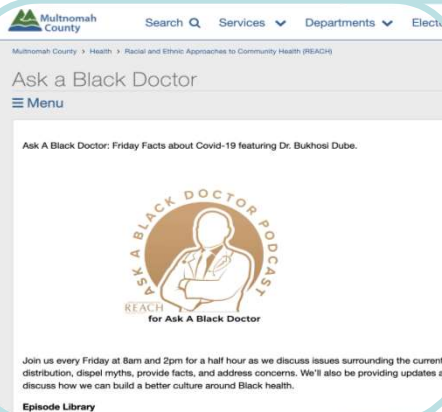 Multnomah County
Search Services Departments Elect
Multnomah County > Health > Racial and Ethnic Approaches to Community Health (REACH)
Ask a Black Doctor
Menu
Ask A Black Doctor: Friday Facts about Covid-19 featuring Dr. Bukhosi Dube.
ASK A BLACK DOCTOR PODCAST
REACH
for Ask A Black Doctor
Join us every Friday at 8am and 2pm for a half hour as we discuss issues surrounding the current
distribution, dispel myths, provide facts, and address concerns. We'll also be providing updates a
discuss how we can build a better culture around Black health.
Episode Library